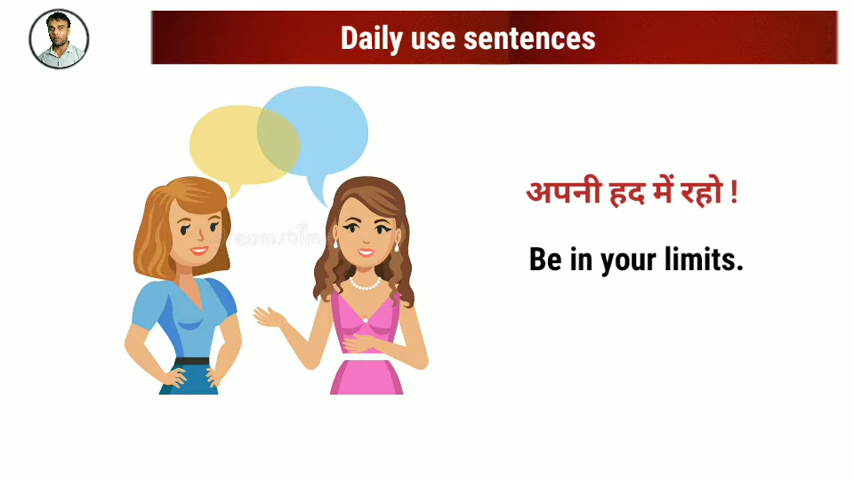 Daily use sentences
अपनी हद में रहो !
Be in your limits.